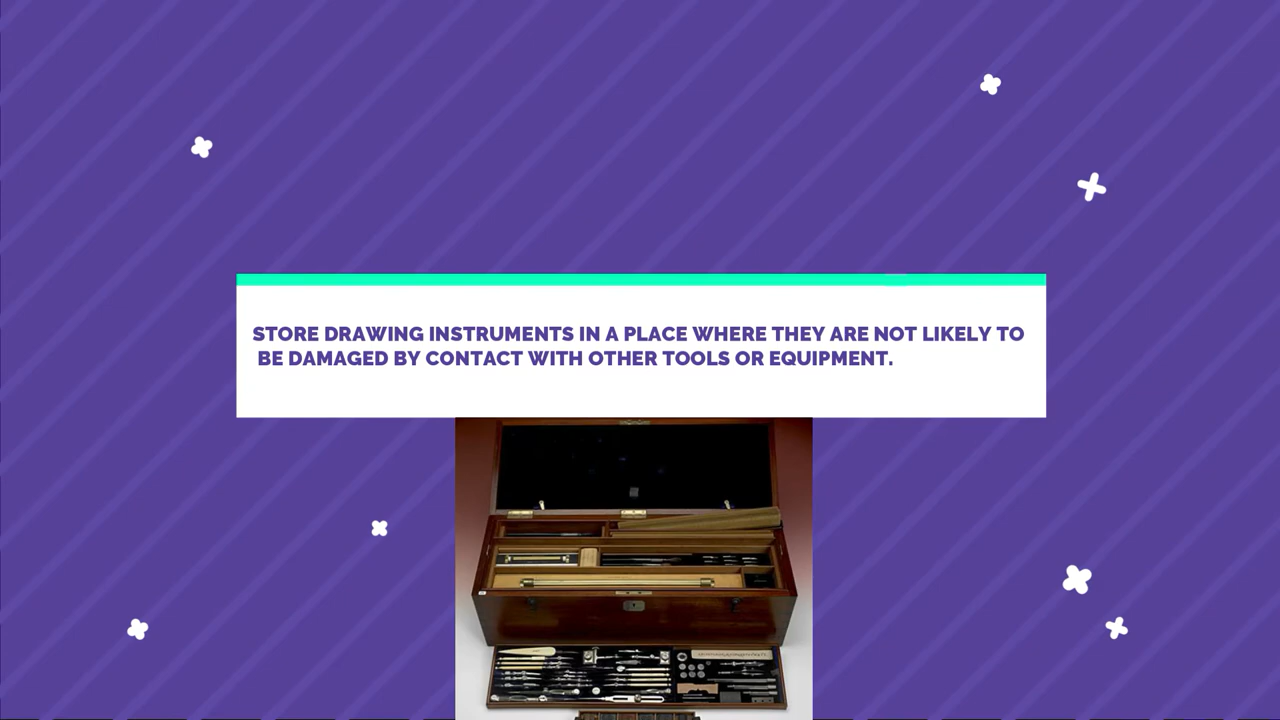 STORE DRAWING INSTRUMENTS IN A PLACE WHERE THEY ARE NOT LIKELY TO
BE DAMAGED BY CONTACT WITH OTHER TOOLS OR EQUIPMENT.